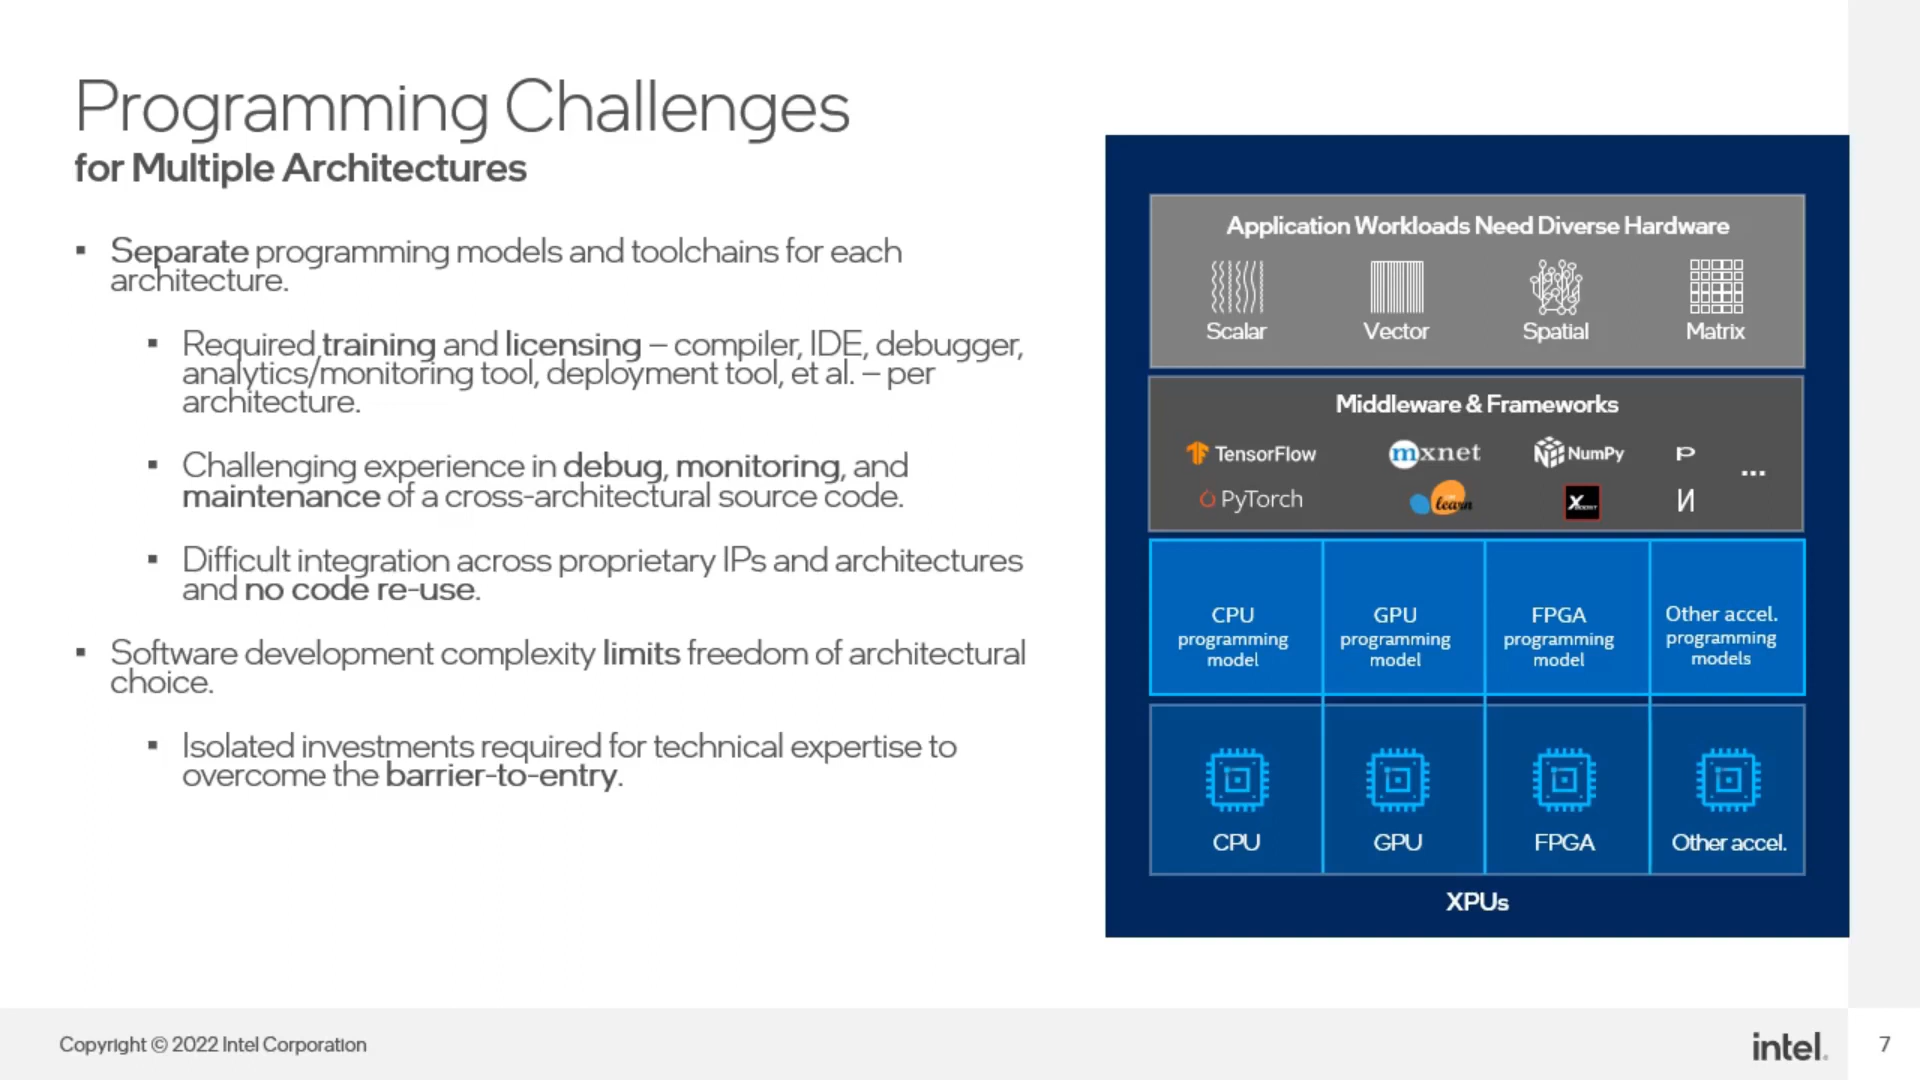 Programming Challenges
for Multiple Architectures
▪ Separate programming models and toolchains for each
architecture.
▪ Required training and licensing – compiler, IDE, debugger,
analytics/monitoring tool, deployment tool, et al. – per
architecture.
▪ Challenging experience in debug, monitoring, and
maintenance of a cross-architectural source code.
▪ Difficult integration across proprietary IPs and architectures
and no code re-use.
▪ Software development complexity limits freedom of architectural
choice.
▪ Isolated investments required for technical expertise to
overcome the barrier-to-entry.
Application Workloads Need Diverse Hardware
Scalar Vector Spatial Matrix
Middleware & Frameworks
TensorFlow mxnet NumPy P ...
PyTorch learn И
CPU
programming
model
GPU
programming
model
FPGA
programming
model
Other accel.
programming
models
CPU GPU FPGA Other accel.
XPUs
Copyright © 2022 Intel Corporation
intel.
7